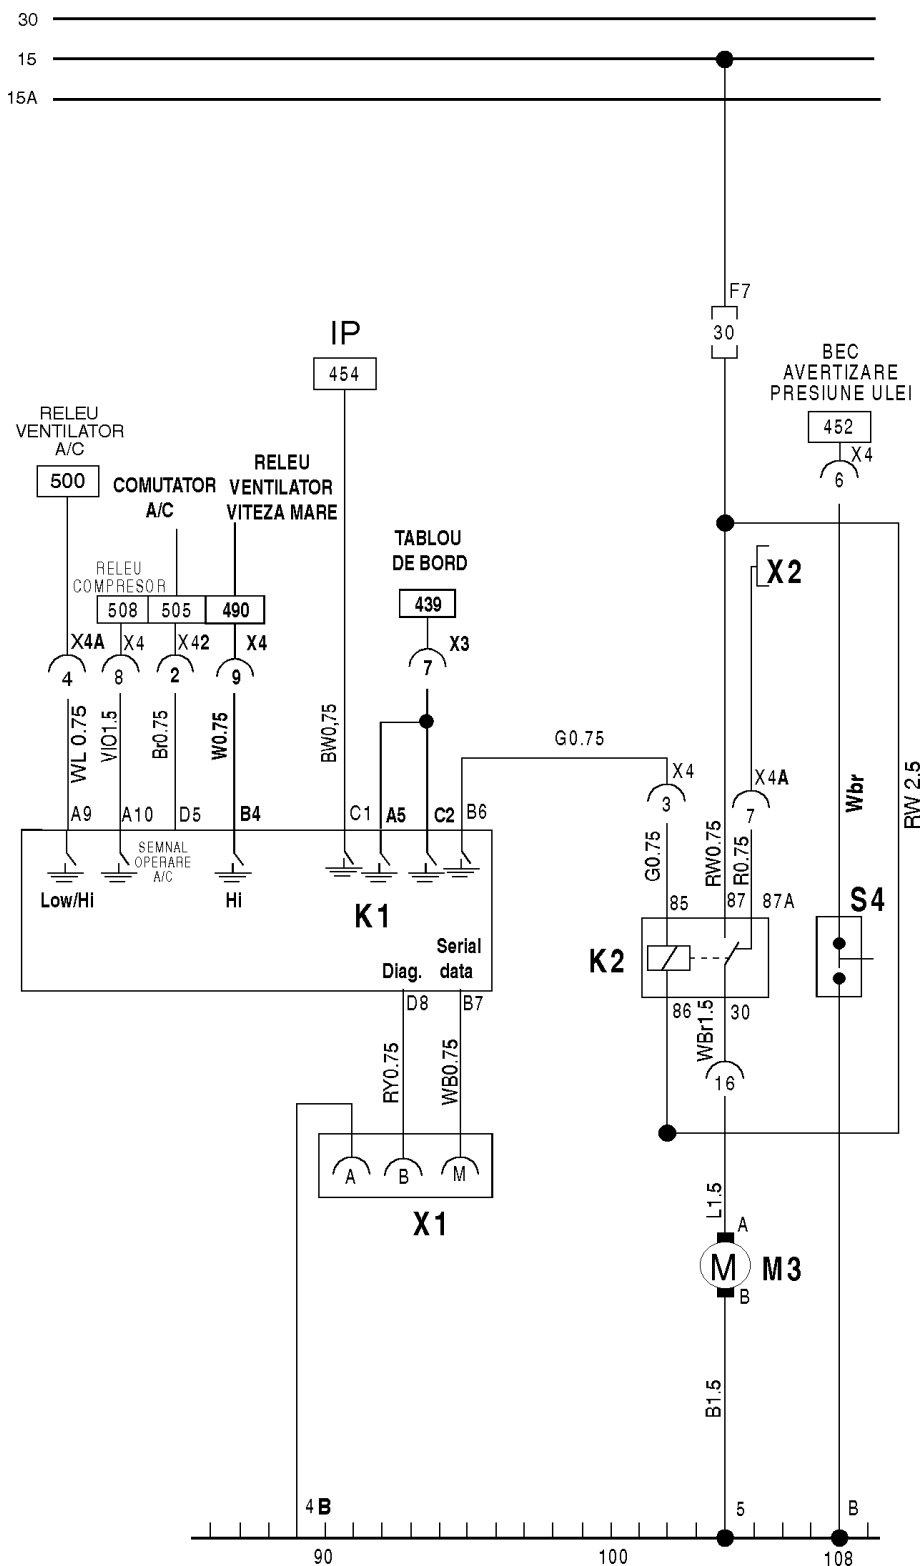 30
15
15A
F7
30
IP
454
BEC
AVERTIZARE
PRESIUNE ULEI
452
X4
6
RELEU
VENTILATOR
A/C
500
COMUTATOR
A/C
RELEU
VENTILATOR
VITEZA MARE
TABLOU
DE BORD
439
X3
7
RELEU
COMPRESOR
508
505
490
X2
X4A
X4
X42
X4
4
8
2
9
WL 0.75
VIO1.5
Br0.75
W0.75
BW0,75
G0.75
X4
3
X4A
7
Wbr
RW 2.5
A9
A10
D5
B4
C1
A5
C2
B6
G0.75
RW0.75
R0.75
SEMNAL
OPERARE
A/C
Low/Hi
Hi
K1
85
87
87A
S4
K2
Diag.
Serial
data
D8
B7
86
30
WBr1.5
16
RY0.75
WB0.75
A
B
M
X1
L1.5
A
M
M3
B
B1.5
4 B
5
B
90
100
108